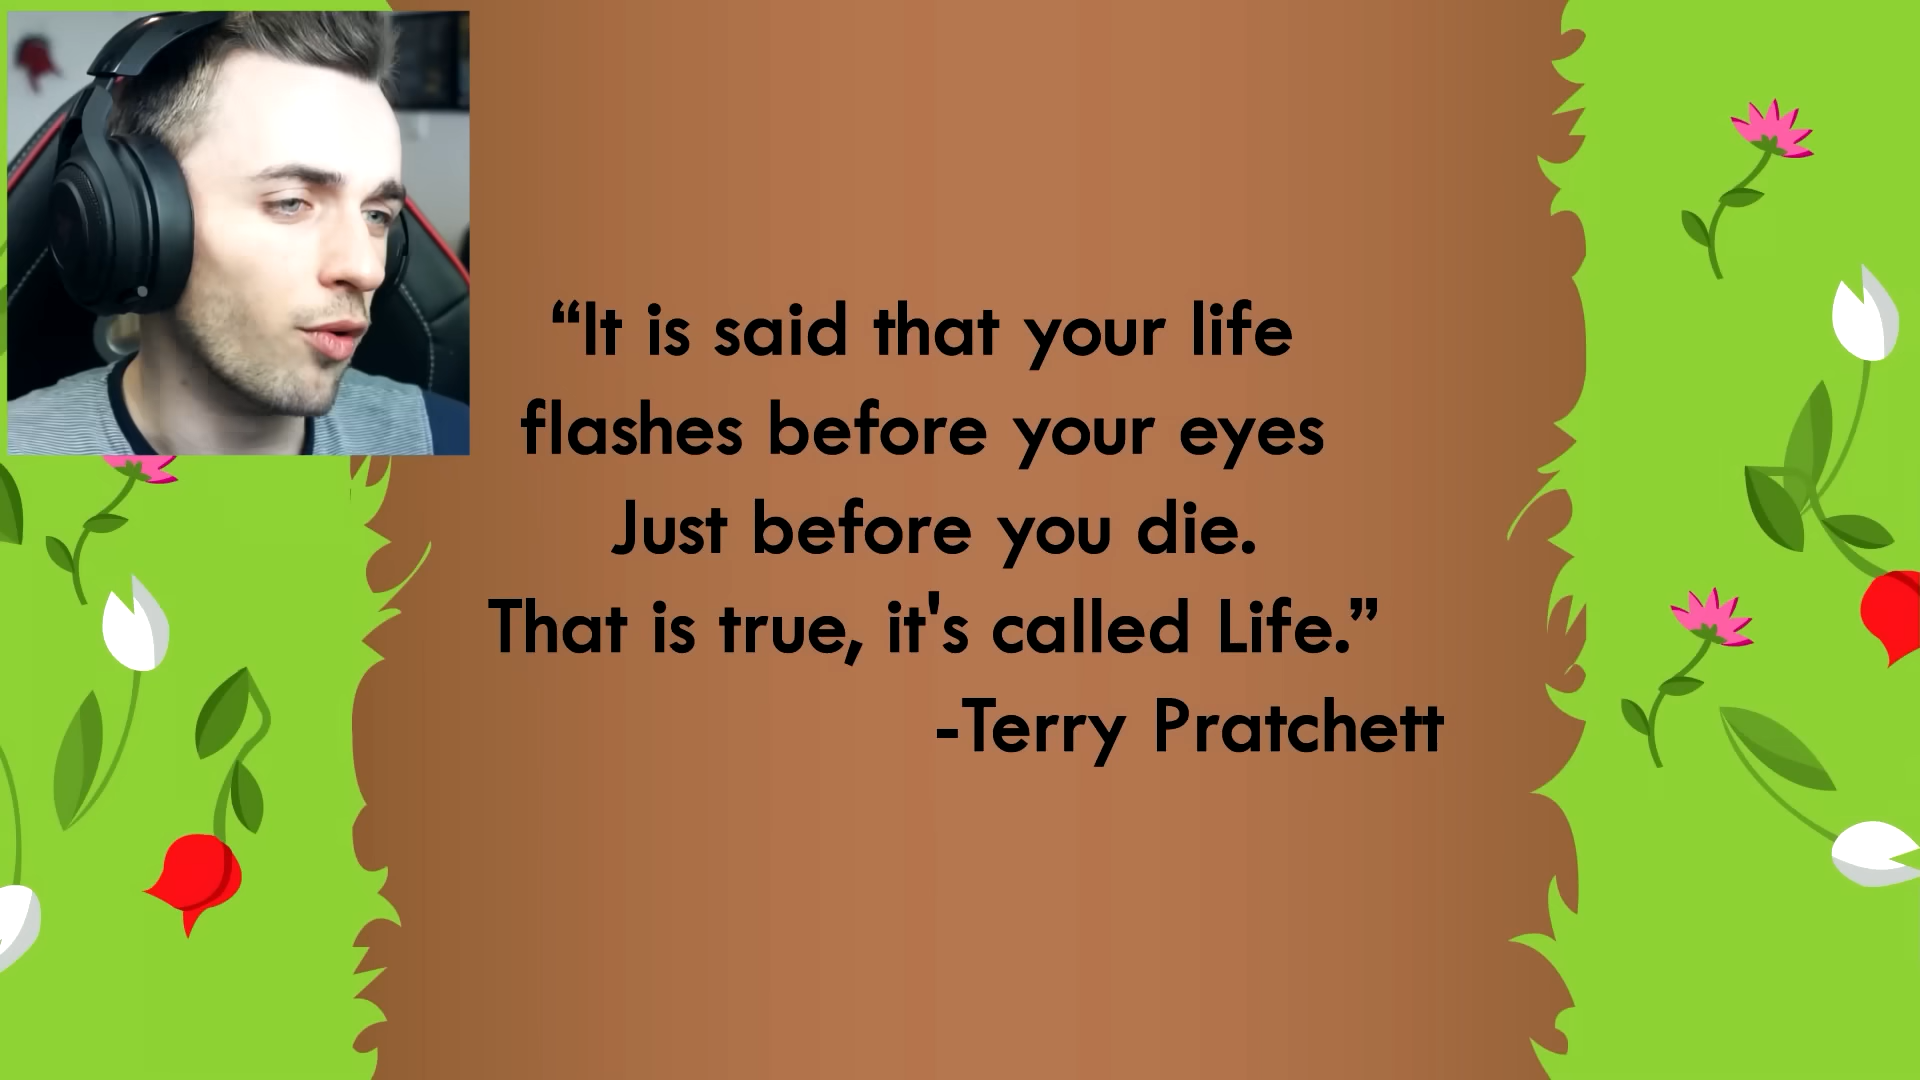 “It is said that your life
flashes before your eyes
Just before you die.
That is true, it's called Life.”
-Terry Pratchett